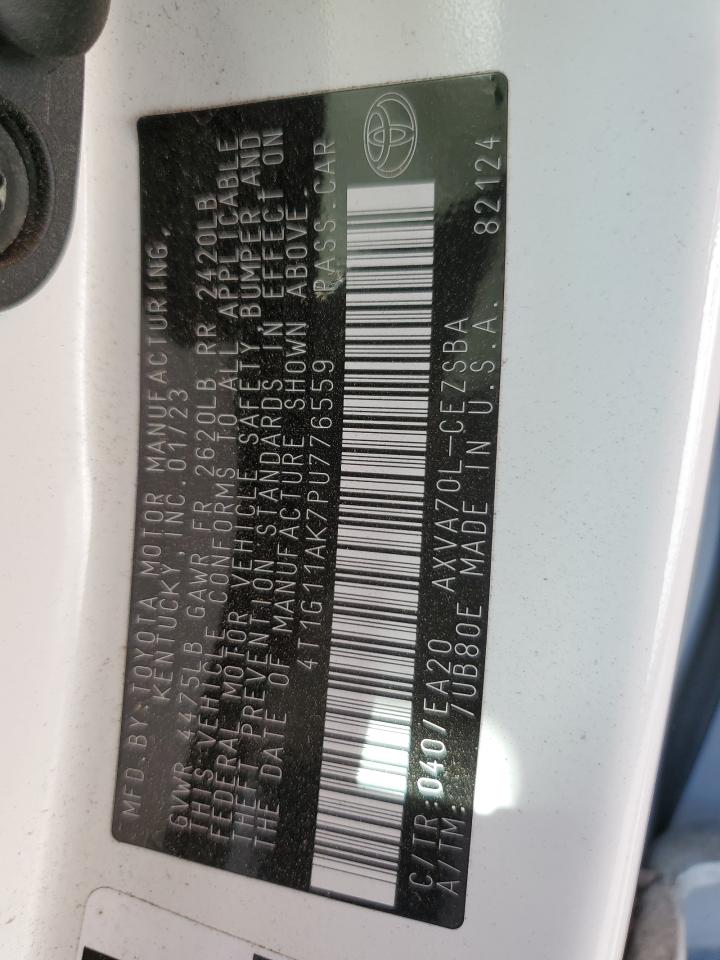 MFD.BY:TOYOTA MOTOR MANUFACTURING,
KENTUCKY,INC.01/23
GVWR 4475LB GAWR FR 2620LB RR 2420LB
THIS VEHICLE CONFORMS TO ALL APPLICABLE
FEDERAL MOTOR VEHICLE SAFETY, BUMPER AND
THEFT PREVENTION STANDARDS IN EFFECT ON
THE DATE OF MANUFACTURE SHOWN ABOVE.
4T1G11AK7PU776559 PASS.CAR
C/TR:040/EA20 AXVA70L-CEZSBA
A/TM: /UB80E MADE IN U.S.A. 82124